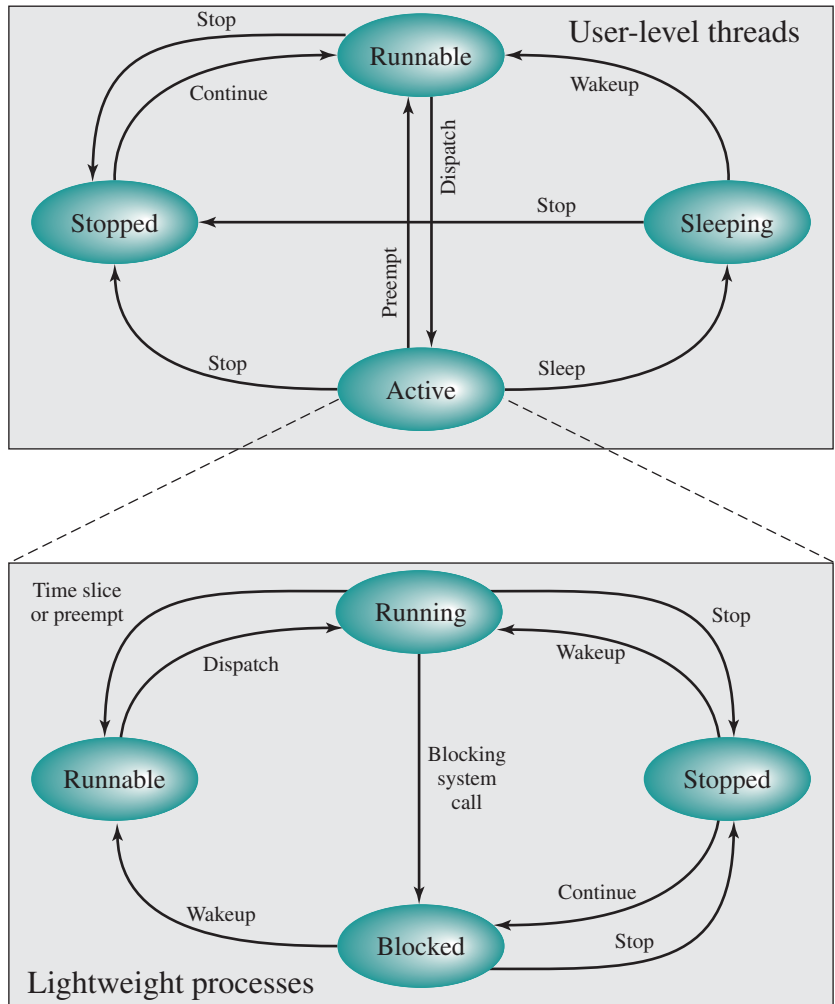 Stop
Runnable
User-level threads
Continue
Wakeup
Dispatch
Stopped
Stop
Sleeping
Preempt
Stop
Sleep
Active
Time slice
or preempt
Running
Stop
Dispatch
Wakeup
Runnable
Blocking
system
call
Stopped
Continue
Wakeup
Blocked
Stop
Lightweight processes